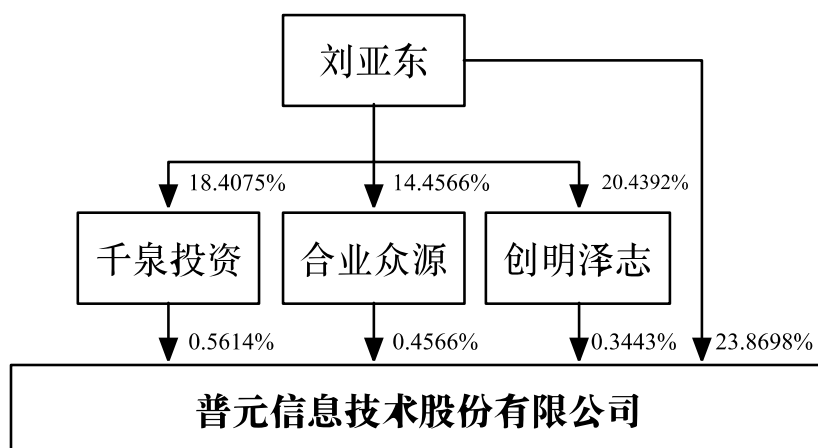 刘亚东
18.4075% 14.4566% 20.4392%
千泉投资 合业众源 创明泽志
0.5614% 0.4566% 0.3443% 23.8698%
普元信息技术股份有限公司